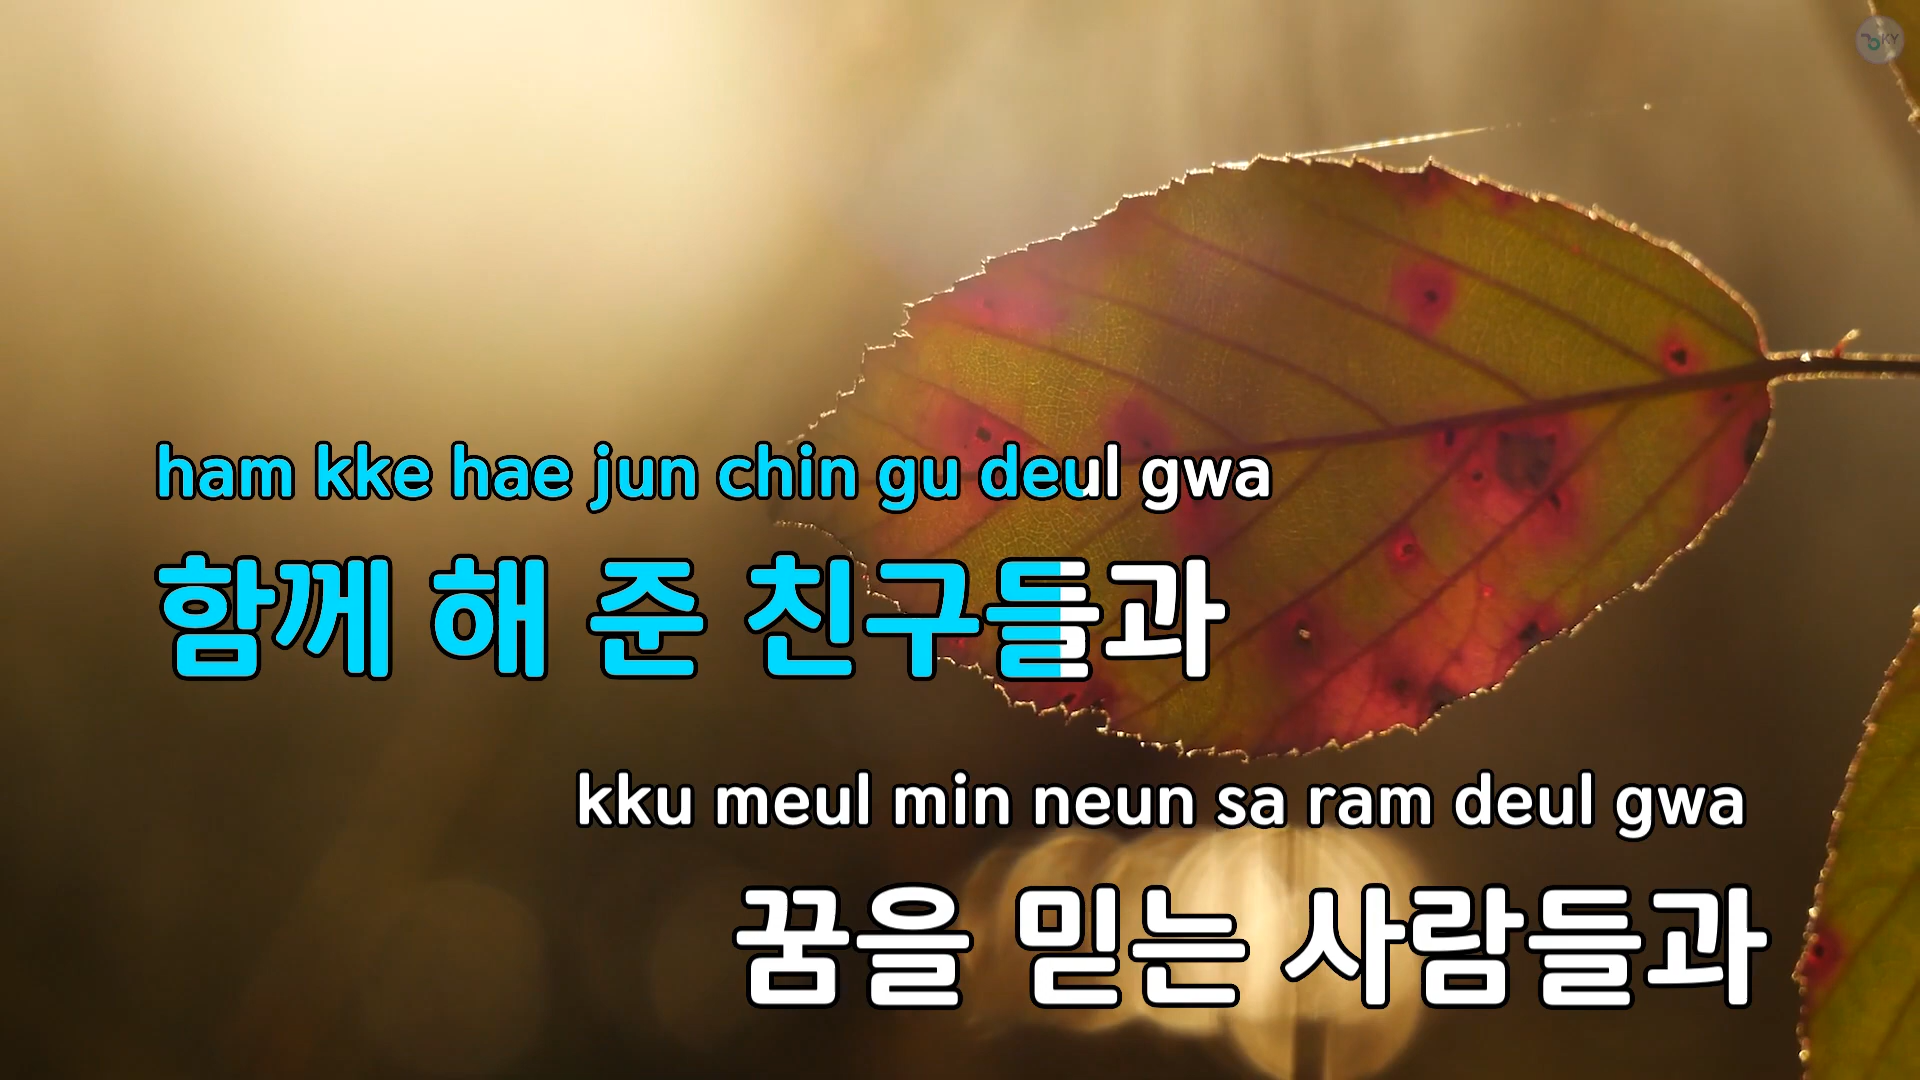 KY
ham kke hae jun chin gu deul gwa
함께 해 준 친구들과
kku meul min neun sa ram deul gwa
꿈을 믿는 사람들과